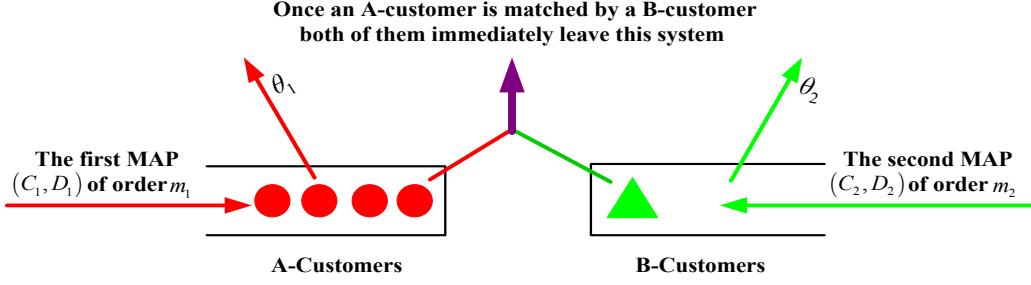 Once an A-customer is matched by a B-customer
both of them immediately leave this system
θ₁
θ₂
The first MAP
(C₁, D₁) of order m₁
The second MAP
(C₂, D₂) of order m₂
A-Customers
B-Customers